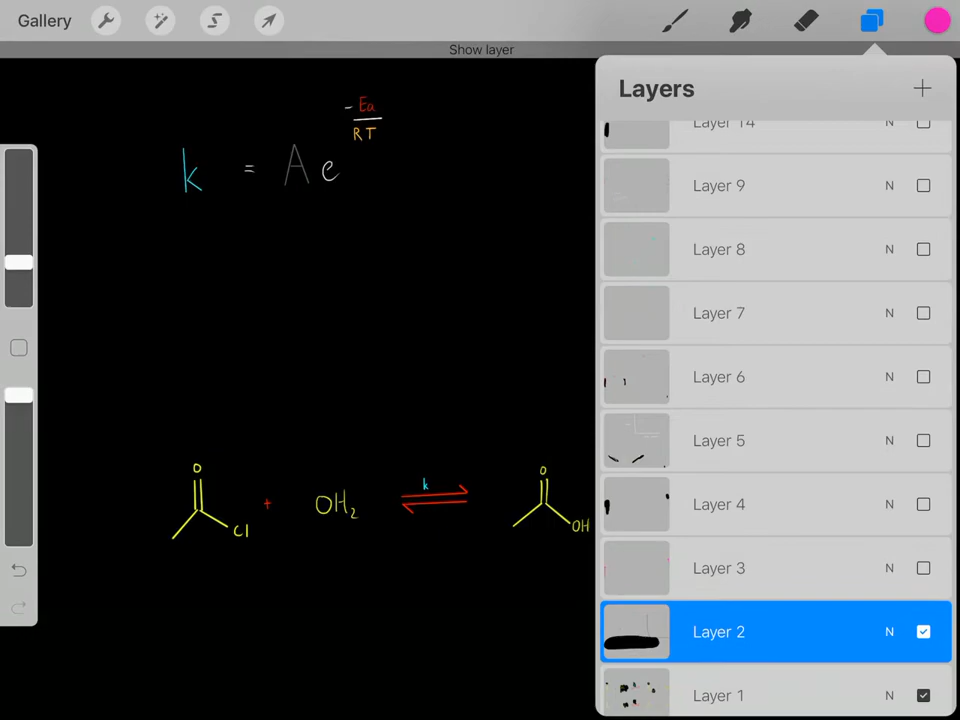 Gallery
Show layer
Layers +
Layer 14
Layer 9 N
Layer 8 N
Layer 7 N
Layer 6 N
Layer 5 N
Layer 4 N
Layer 3 N
Layer 2 N
Layer 1 N
- Ea
RT
k = A e
O
Cl
+
OH₂
k
O
OH